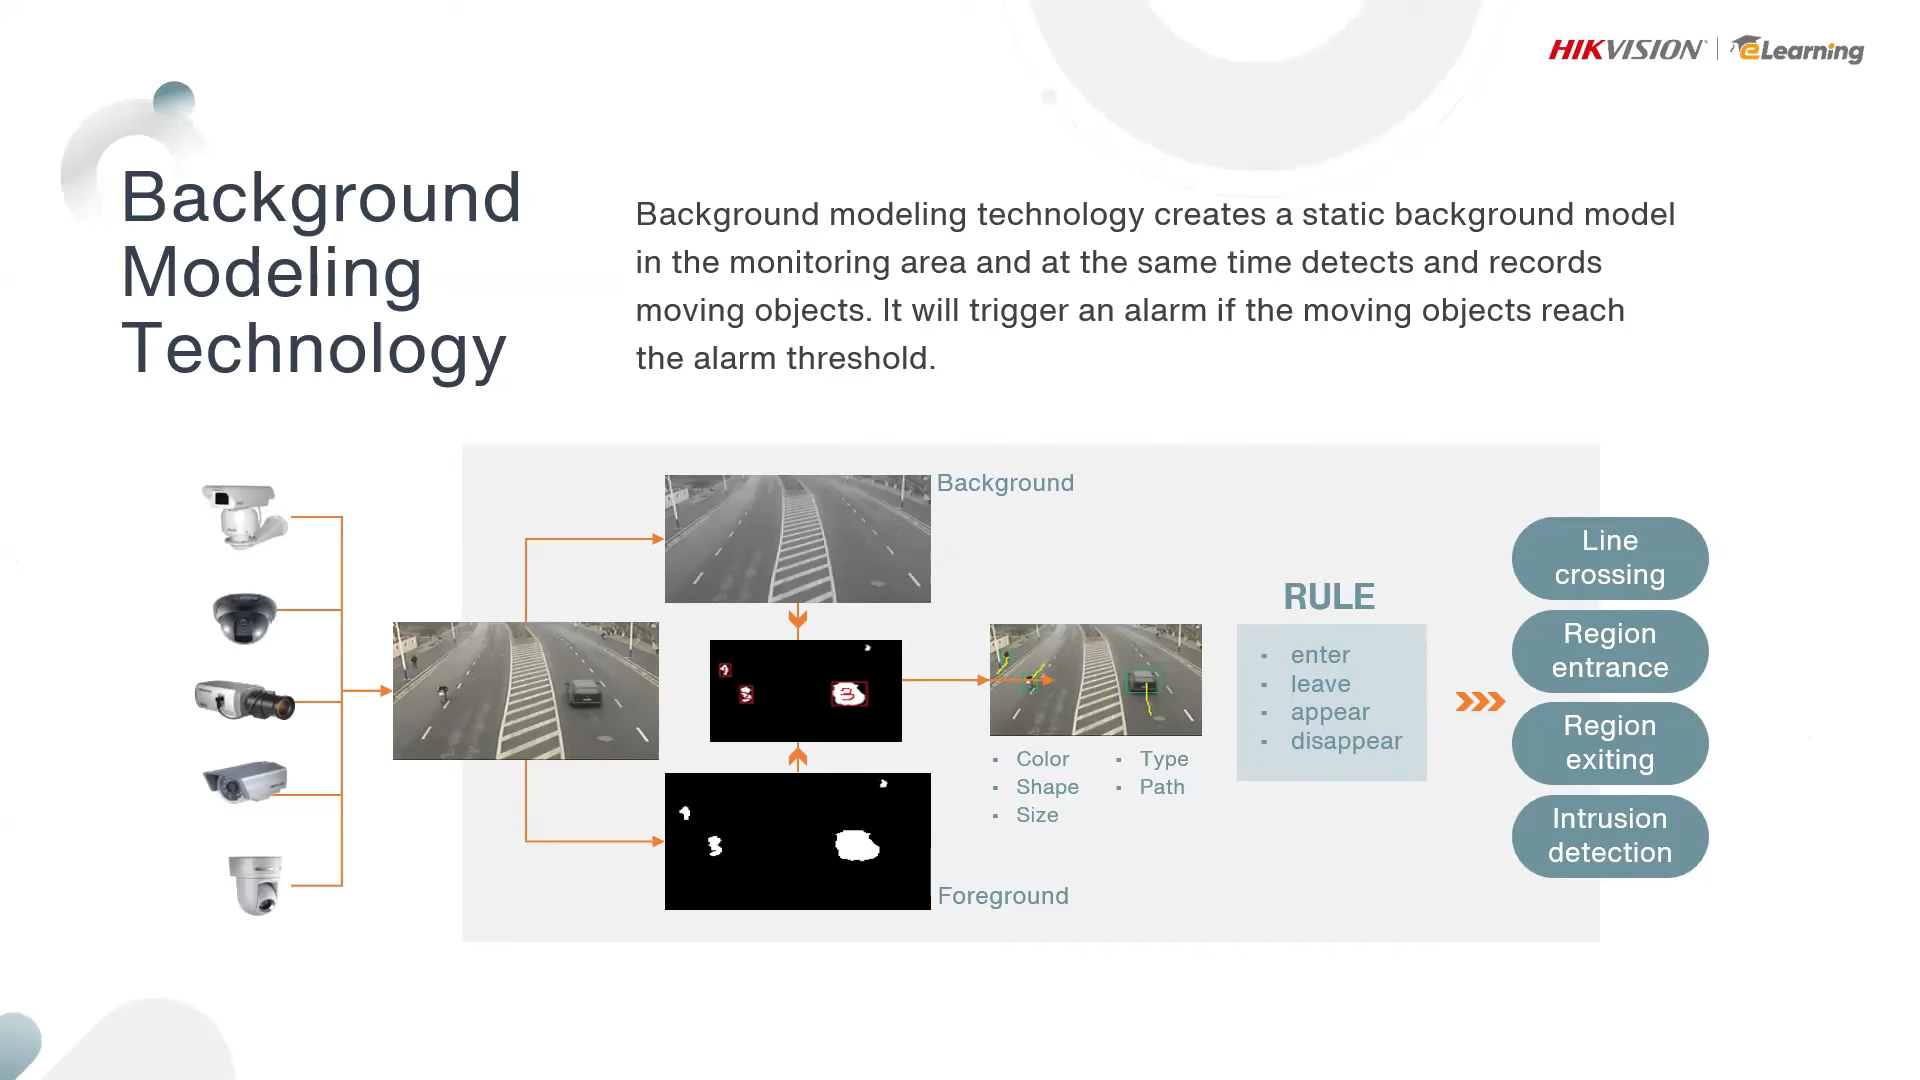 HIKVISION
eLearning
Background
Modeling
Technology
Background modeling technology creates a static background model
in the monitoring area and at the same time detects and records
moving objects. It will trigger an alarm if the moving objects reach
the alarm threshold.
Background
Foreground
3
▪ Color
▪ Shape
▪ Size
▪ Type
▪ Path
RULE
▪ enter
▪ leave
▪ appear
▪ disappear
Line
crossing
Region
entrance
Region
exiting
Intrusion
detection